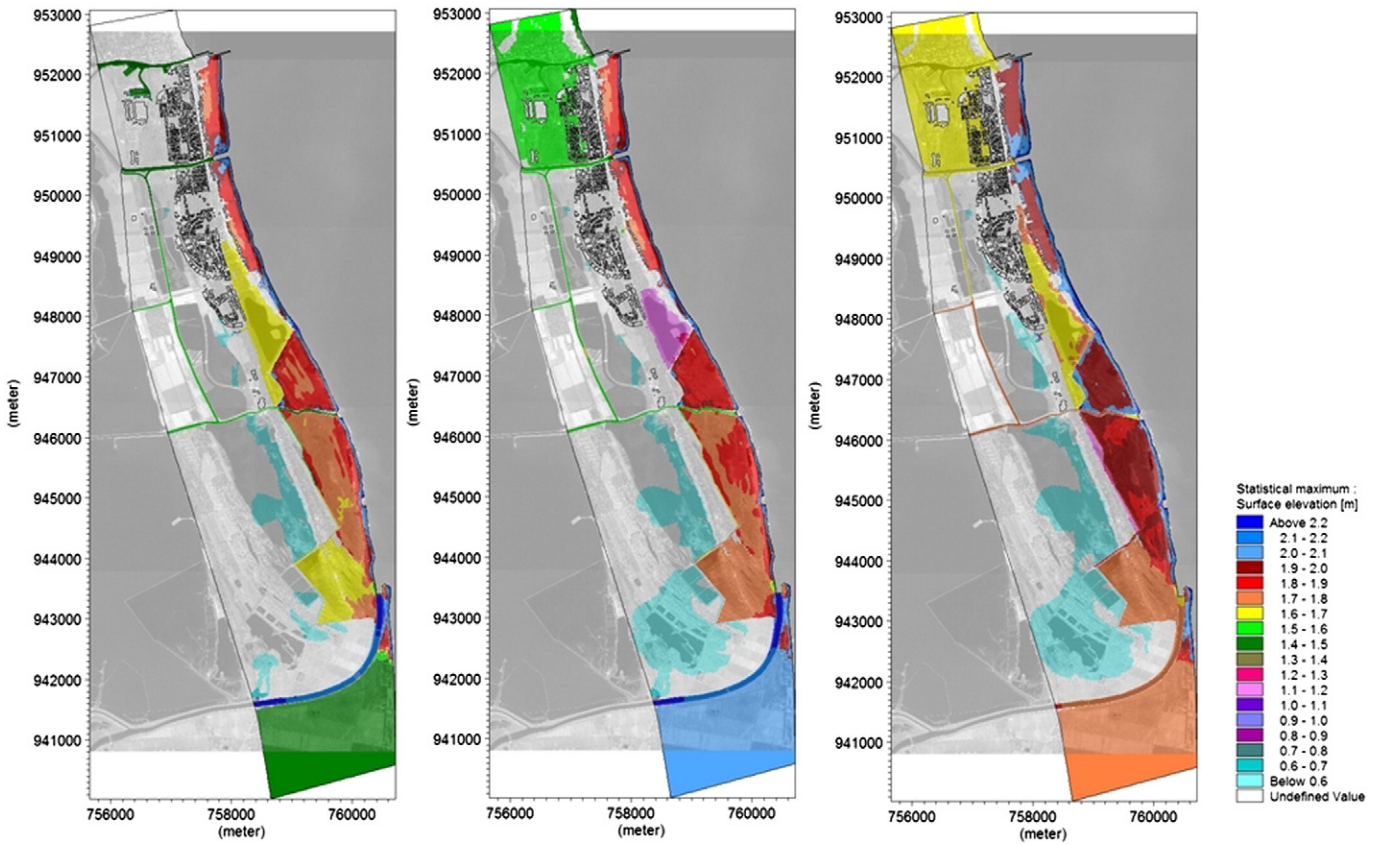 953000
952000
951000
950000
949000
948000
947000
946000
945000
944000
943000
942000
941000
(meter)
756000 758000 760000
(meter)
953000
952000
951000
950000
949000
948000
947000
946000
945000
944000
943000
942000
941000
(meter)
756000 758000 760000
(meter)
953000
952000
951000
950000
949000
948000
947000
946000
945000
944000
943000
942000
941000
(meter)
756000 758000 760000
(meter)
Statistical maximum :
Surface elevation [m]
Above 2.2
2.1 - 2.2
2.0 - 2.1
1.9 - 2.0
1.8 - 1.9
1.7 - 1.8
1.6 - 1.7
1.5 - 1.6
1.4 - 1.5
1.3 - 1.4
1.2 - 1.3
1.1 - 1.2
1.0 - 1.1
0.9 - 1.0
0.8 - 0.9
0.7 - 0.8
0.6 - 0.7
Below 0.6
Undefined Value